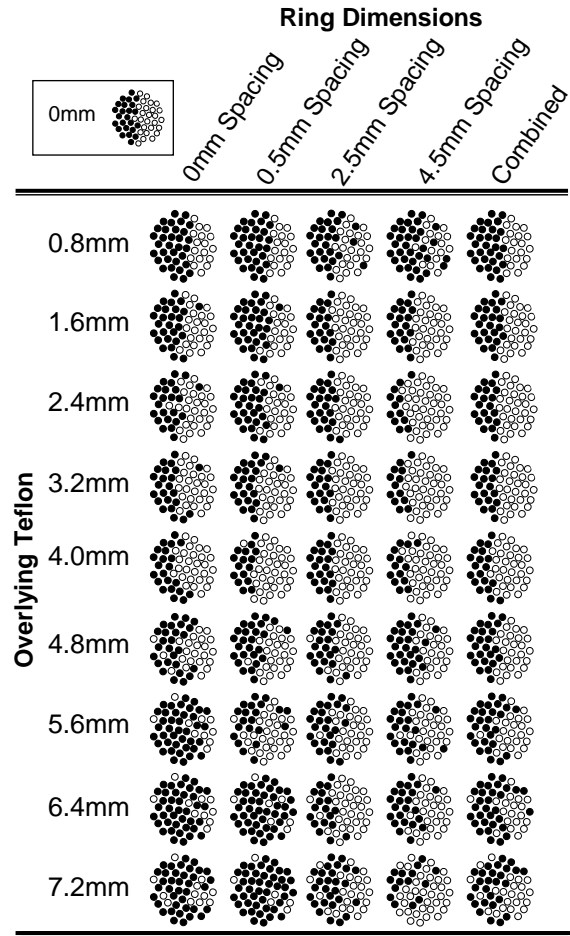 Ring Dimensions
0mm
0mm Spacing
0.5mm Spacing
2.5mm Spacing
4.5mm Spacing
Combined
Overlying Teflon
0.8mm
1.6mm
2.4mm
3.2mm
4.0mm
4.8mm
5.6mm
6.4mm
7.2mm